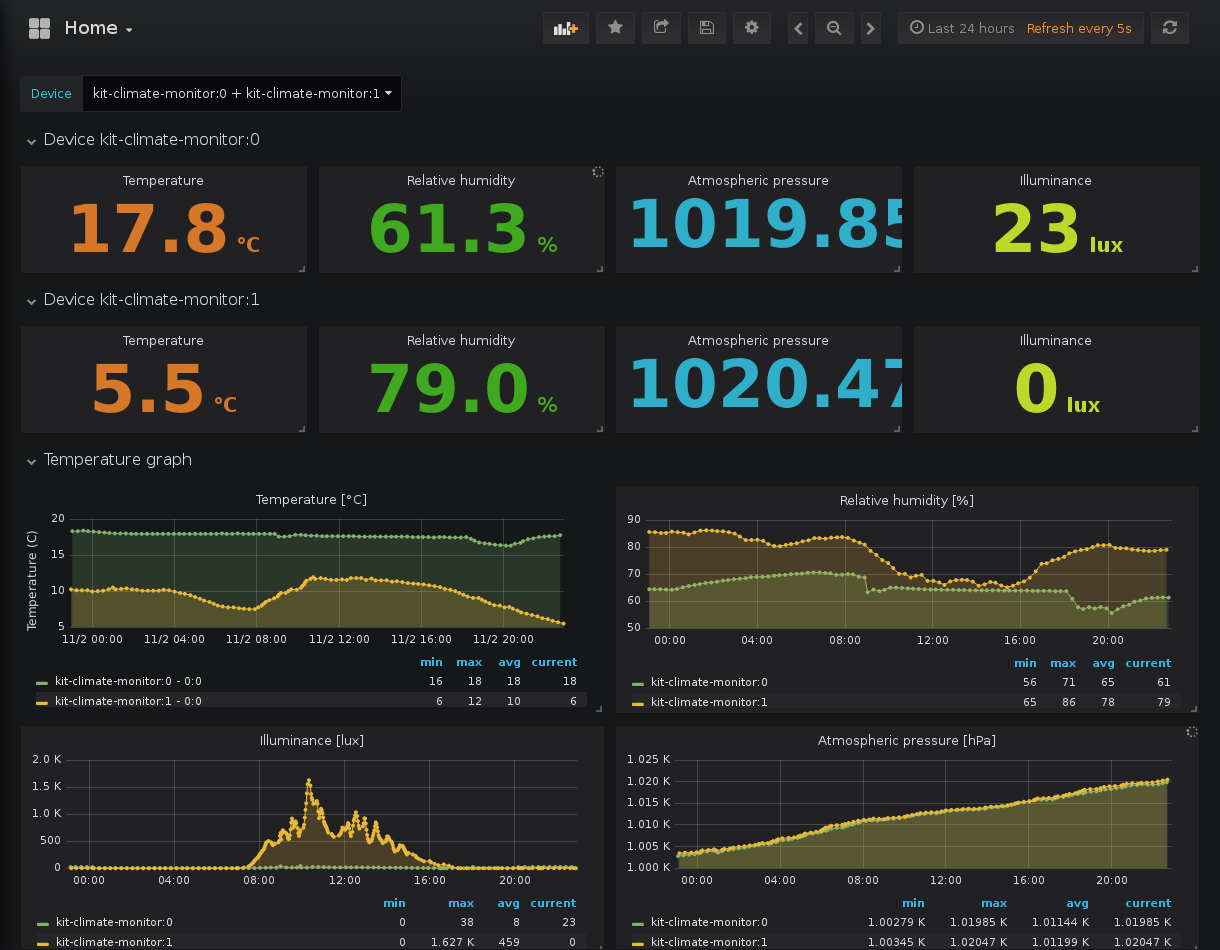 Home
Last 24 hours Refresh every 5s
Device kit-climate-monitor:0 + kit-climate-monitor:1
Device kit-climate-monitor:0
Temperature Relative humidity Atmospheric pressure Illuminance
17.8 °C 61.3 % 1019.85 23 lux
Device kit-climate-monitor:1
Temperature Relative humidity Atmospheric pressure Illuminance
5.5 °C 79.0 % 1020.47 0 lux
Temperature graph
Temperature [°C]
Temperature (C)
20
15
10
5
11/2 00:00 11/2 04:00 11/2 08:00 11/2 12:00 11/2 16:00 11/2 20:00
min max avg current
kit-climate-monitor:0 - 0:0 16 18 18 18
kit-climate-monitor:1 - 0:0 6 12 10 6
Relative humidity [%]
90
80
70
60
50
00:00 04:00 08:00 12:00 16:00 20:00
min max avg current
kit-climate-monitor:0 56 71 65 61
kit-climate-monitor:1 65 86 78 79
Illuminance [lux]
2.0 K
1.5 K
1.0 K
500
0
00:00 04:00 08:00 12:00 16:00 20:00
min max avg current
kit-climate-monitor:0 0 38 8 23
kit-climate-monitor:1 0 1.627 K 459 0
Atmospheric pressure [hPa]
1.025 K
1.020 K
1.015 K
1.010 K
1.005 K
1.000 K
00:00 04:00 08:00 12:00 16:00 20:00
min max avg current
kit-climate-monitor:0 1.00279 K 1.01985 K 1.01144 K 1.01985 K
kit-climate-monitor:1 1.00345 K 1.02047 K 1.01199 K 1.02047 K